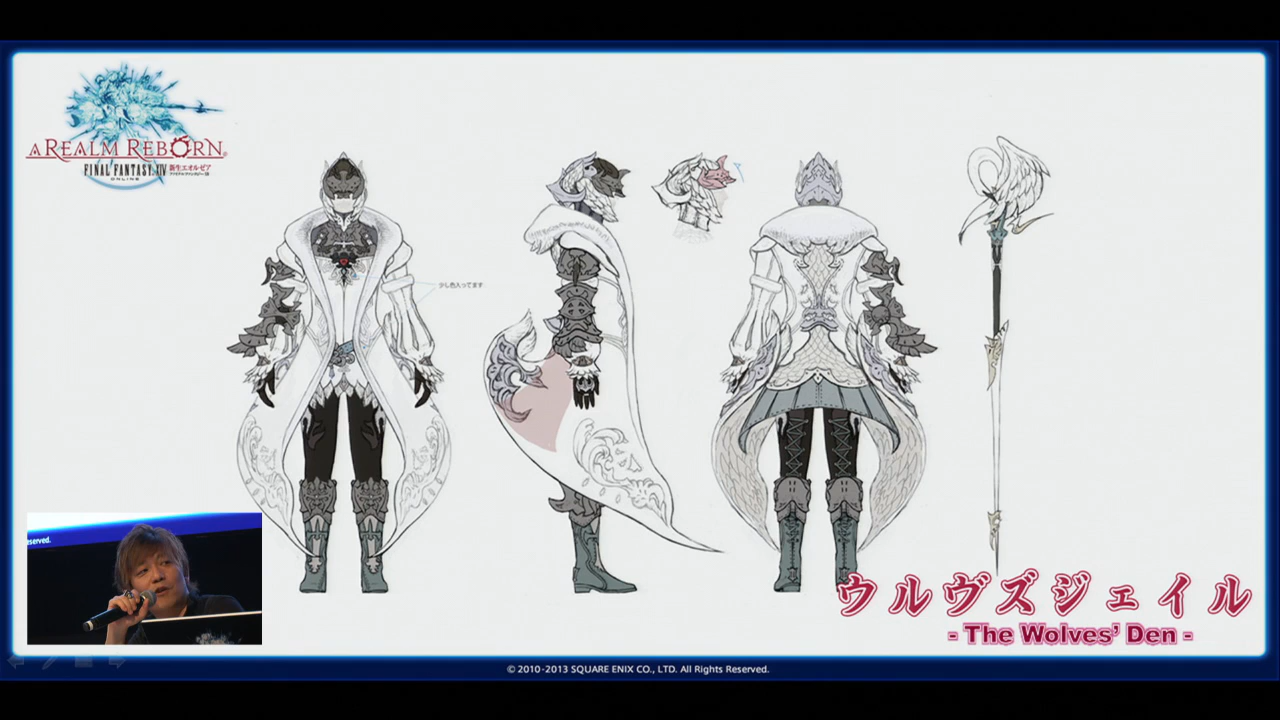 A REALM REBORN
FINAL FANTASY XIV 新生エオルゼア
ONLINE
少し色入ってます
eserved.
ウルヴズジェイル
- The Wolves' Den -
© 2010-2013 SQUARE ENIX CO., LTD. All Rights Reserved.